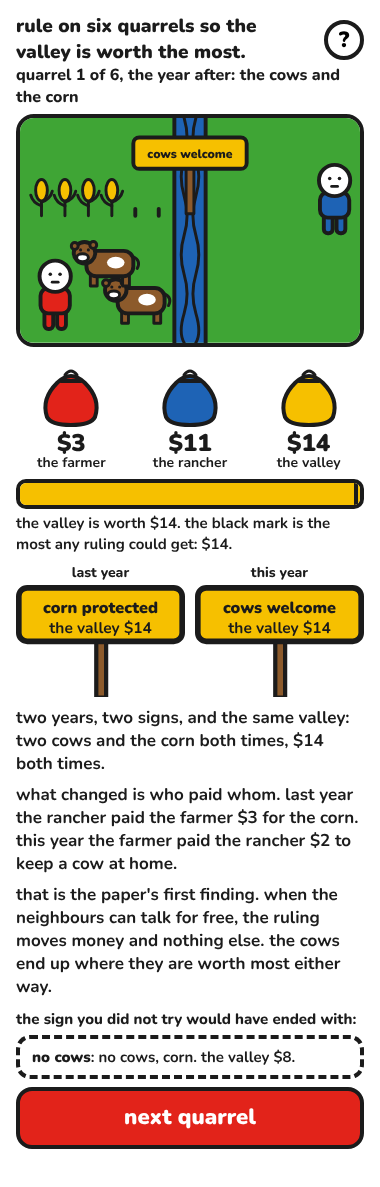 rule on six quarrels so the
valley is worth the most.
?
quarrel 1 of 6, the year after: the cows and
the corn
cows welcome
$3
the farmer
$11
the rancher
$14
the valley
the valley is worth $14. the black mark is the
most any ruling could get: $14.
last year
this year
corn protected
the valley $14
cows welcome
the valley $14
two years, two signs, and the same valley:
two cows and the corn both times, $14
both times.
what changed is who paid whom. last year
the rancher paid the farmer $3 for the corn.
this year the farmer paid the rancher $2 to
keep a cow at home.
that is the paper's first finding. when the
neighbours can talk for free, the ruling
moves money and nothing else. the cows
end up where they are worth most either
way.
the sign you did not try would have ended with:
no cows: no cows, corn. the valley $8.
next quarrel